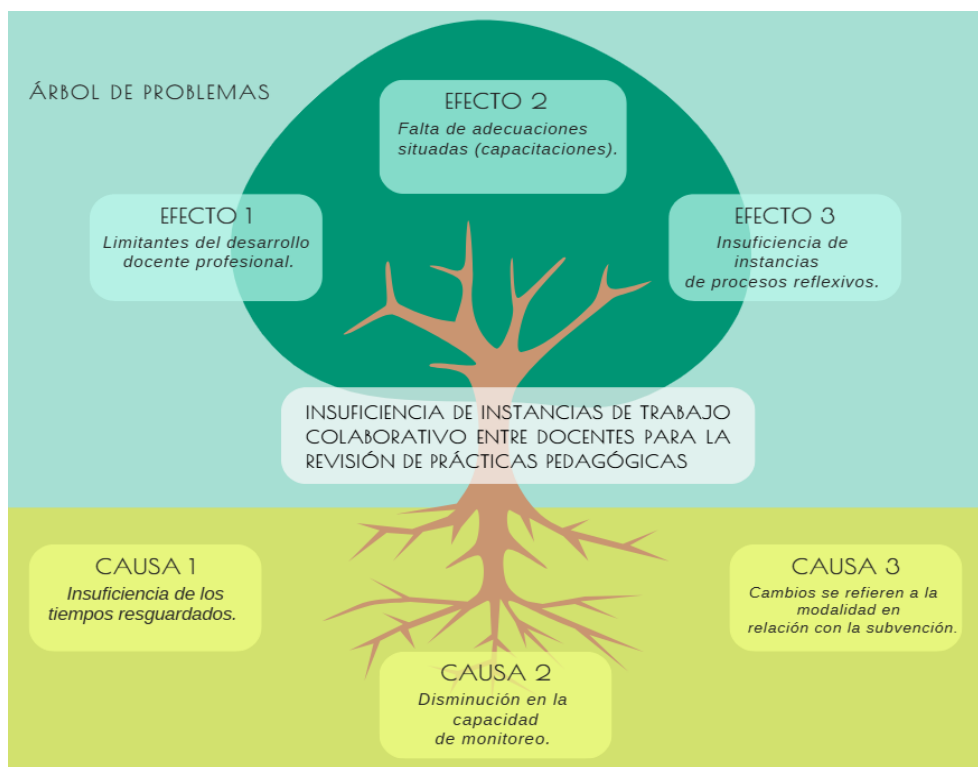 ÁRBOL DE PROBLEMAS
EFECTO 2
Falta de adecuaciones
situadas (capacitaciones).
EFECTO 1
Limitantes del desarrollo
docente profesional.
EFECTO 3
Insuficiencia de
instancias
de procesos reflexivos.
INSUFICIENCIA DE INSTANCIAS DE TRABAJO
COLABORATIVO ENTRE DOCENTES PARA LA
REVISIÓN DE PRÁCTICAS PEDAGÓGICAS
CAUSA 1
Insuficiencia de los
tiempos resguardados.
CAUSA 3
Cambios se refieren a la
modalidad en
relación con la subvención.
CAUSA 2
Disminución en la
capacidad
de monitoreo.